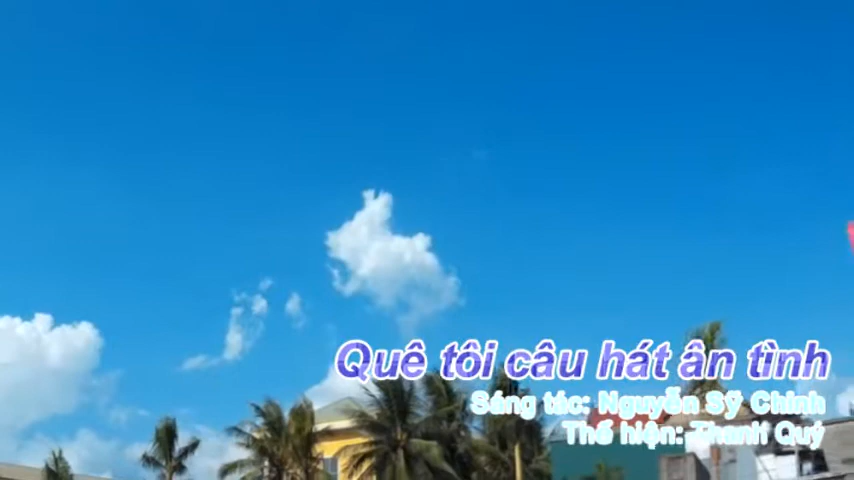 Quê tôi câu hát ân tình
Sáng tác: Nguyễn Sỹ Chinh
Thể hiện: Thanh Quý